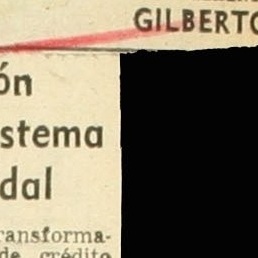 GILBERTO
ón
stema
dal
ransforma-
de crédito